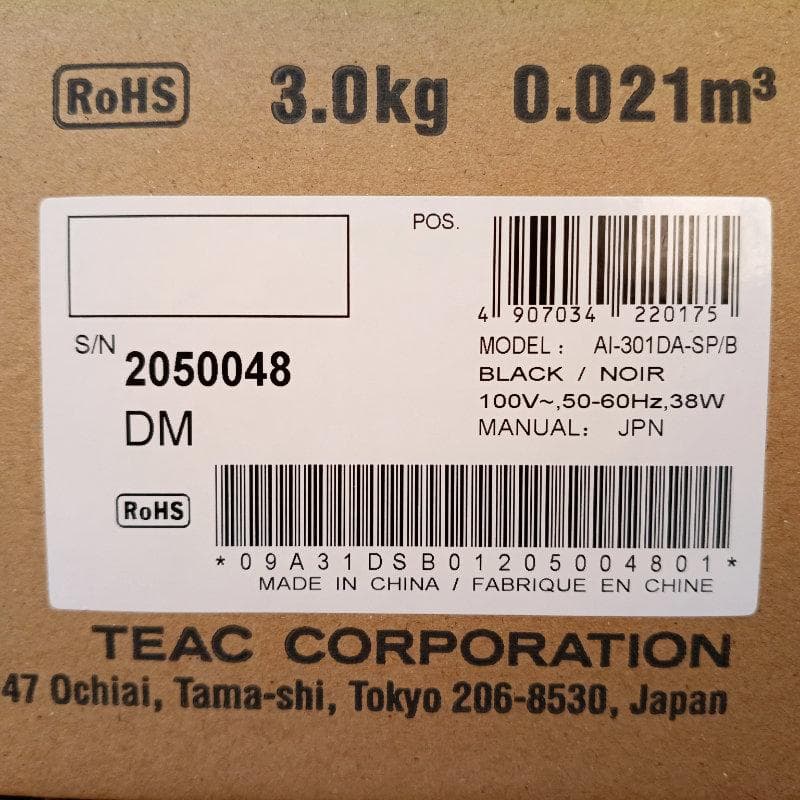 RoHS 3.0kg 0.021m³
POS.
4 907034 220175
S/N 2050048
DM
MODEL : AI-301DA-SP/B
BLACK / NOIR
100V~,50-60Hz,38W
MANUAL: JPN
RoHS
*09A31DSB01205004801*
MADE IN CHINA / FABRIQUE EN CHINE
TEAC CORPORATION
47 Ochiai, Tama-shi, Tokyo 206-8530, Japan